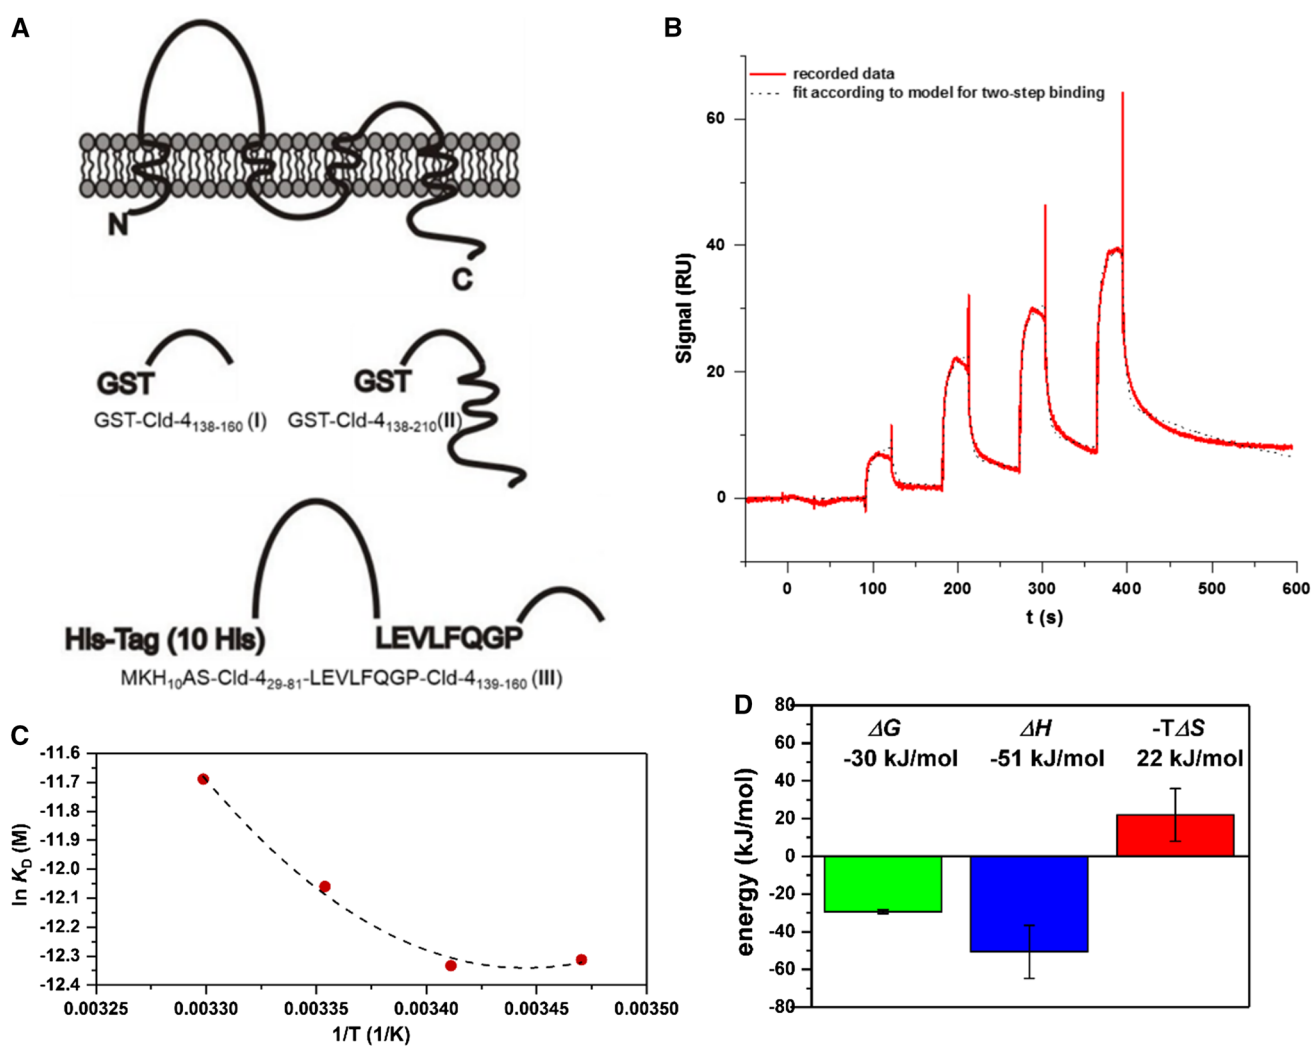 A
N
C
GST
GST
GST-Cld-4138-160 (I)
GST-Cld-4138-210(II)
His-Tag (10 His)
LEVLFQGP
MKH10AS-Cld-429-81-LEVLFQGP-Cld-4139-160 (III)
B
recorded data
fit according to model for two-step binding
60
40
20
0
Signal (RU)
0 100 200 300 400 500 600
t (s)
C
-11.6
-11.7
-11.8
-11.9
-12.0
-12.1
-12.2
-12.3
-12.4
ln KD (M)
0.00325 0.00330 0.00335 0.00340 0.00345 0.00350
1/T (1/K)
D
80
60
40
20
0
-20
-40
-60
-80
energy (kJ/mol)
ΔG ΔH -TΔS
-30 kJ/mol -51 kJ/mol 22 kJ/mol